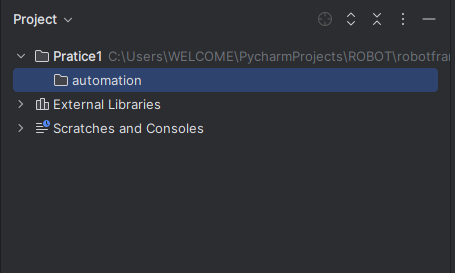 Project
Pratice1 C:\Users\WELCOME\PycharmProjects\ROBOT\robotfra
automation
External Libraries
Scratches and Consoles